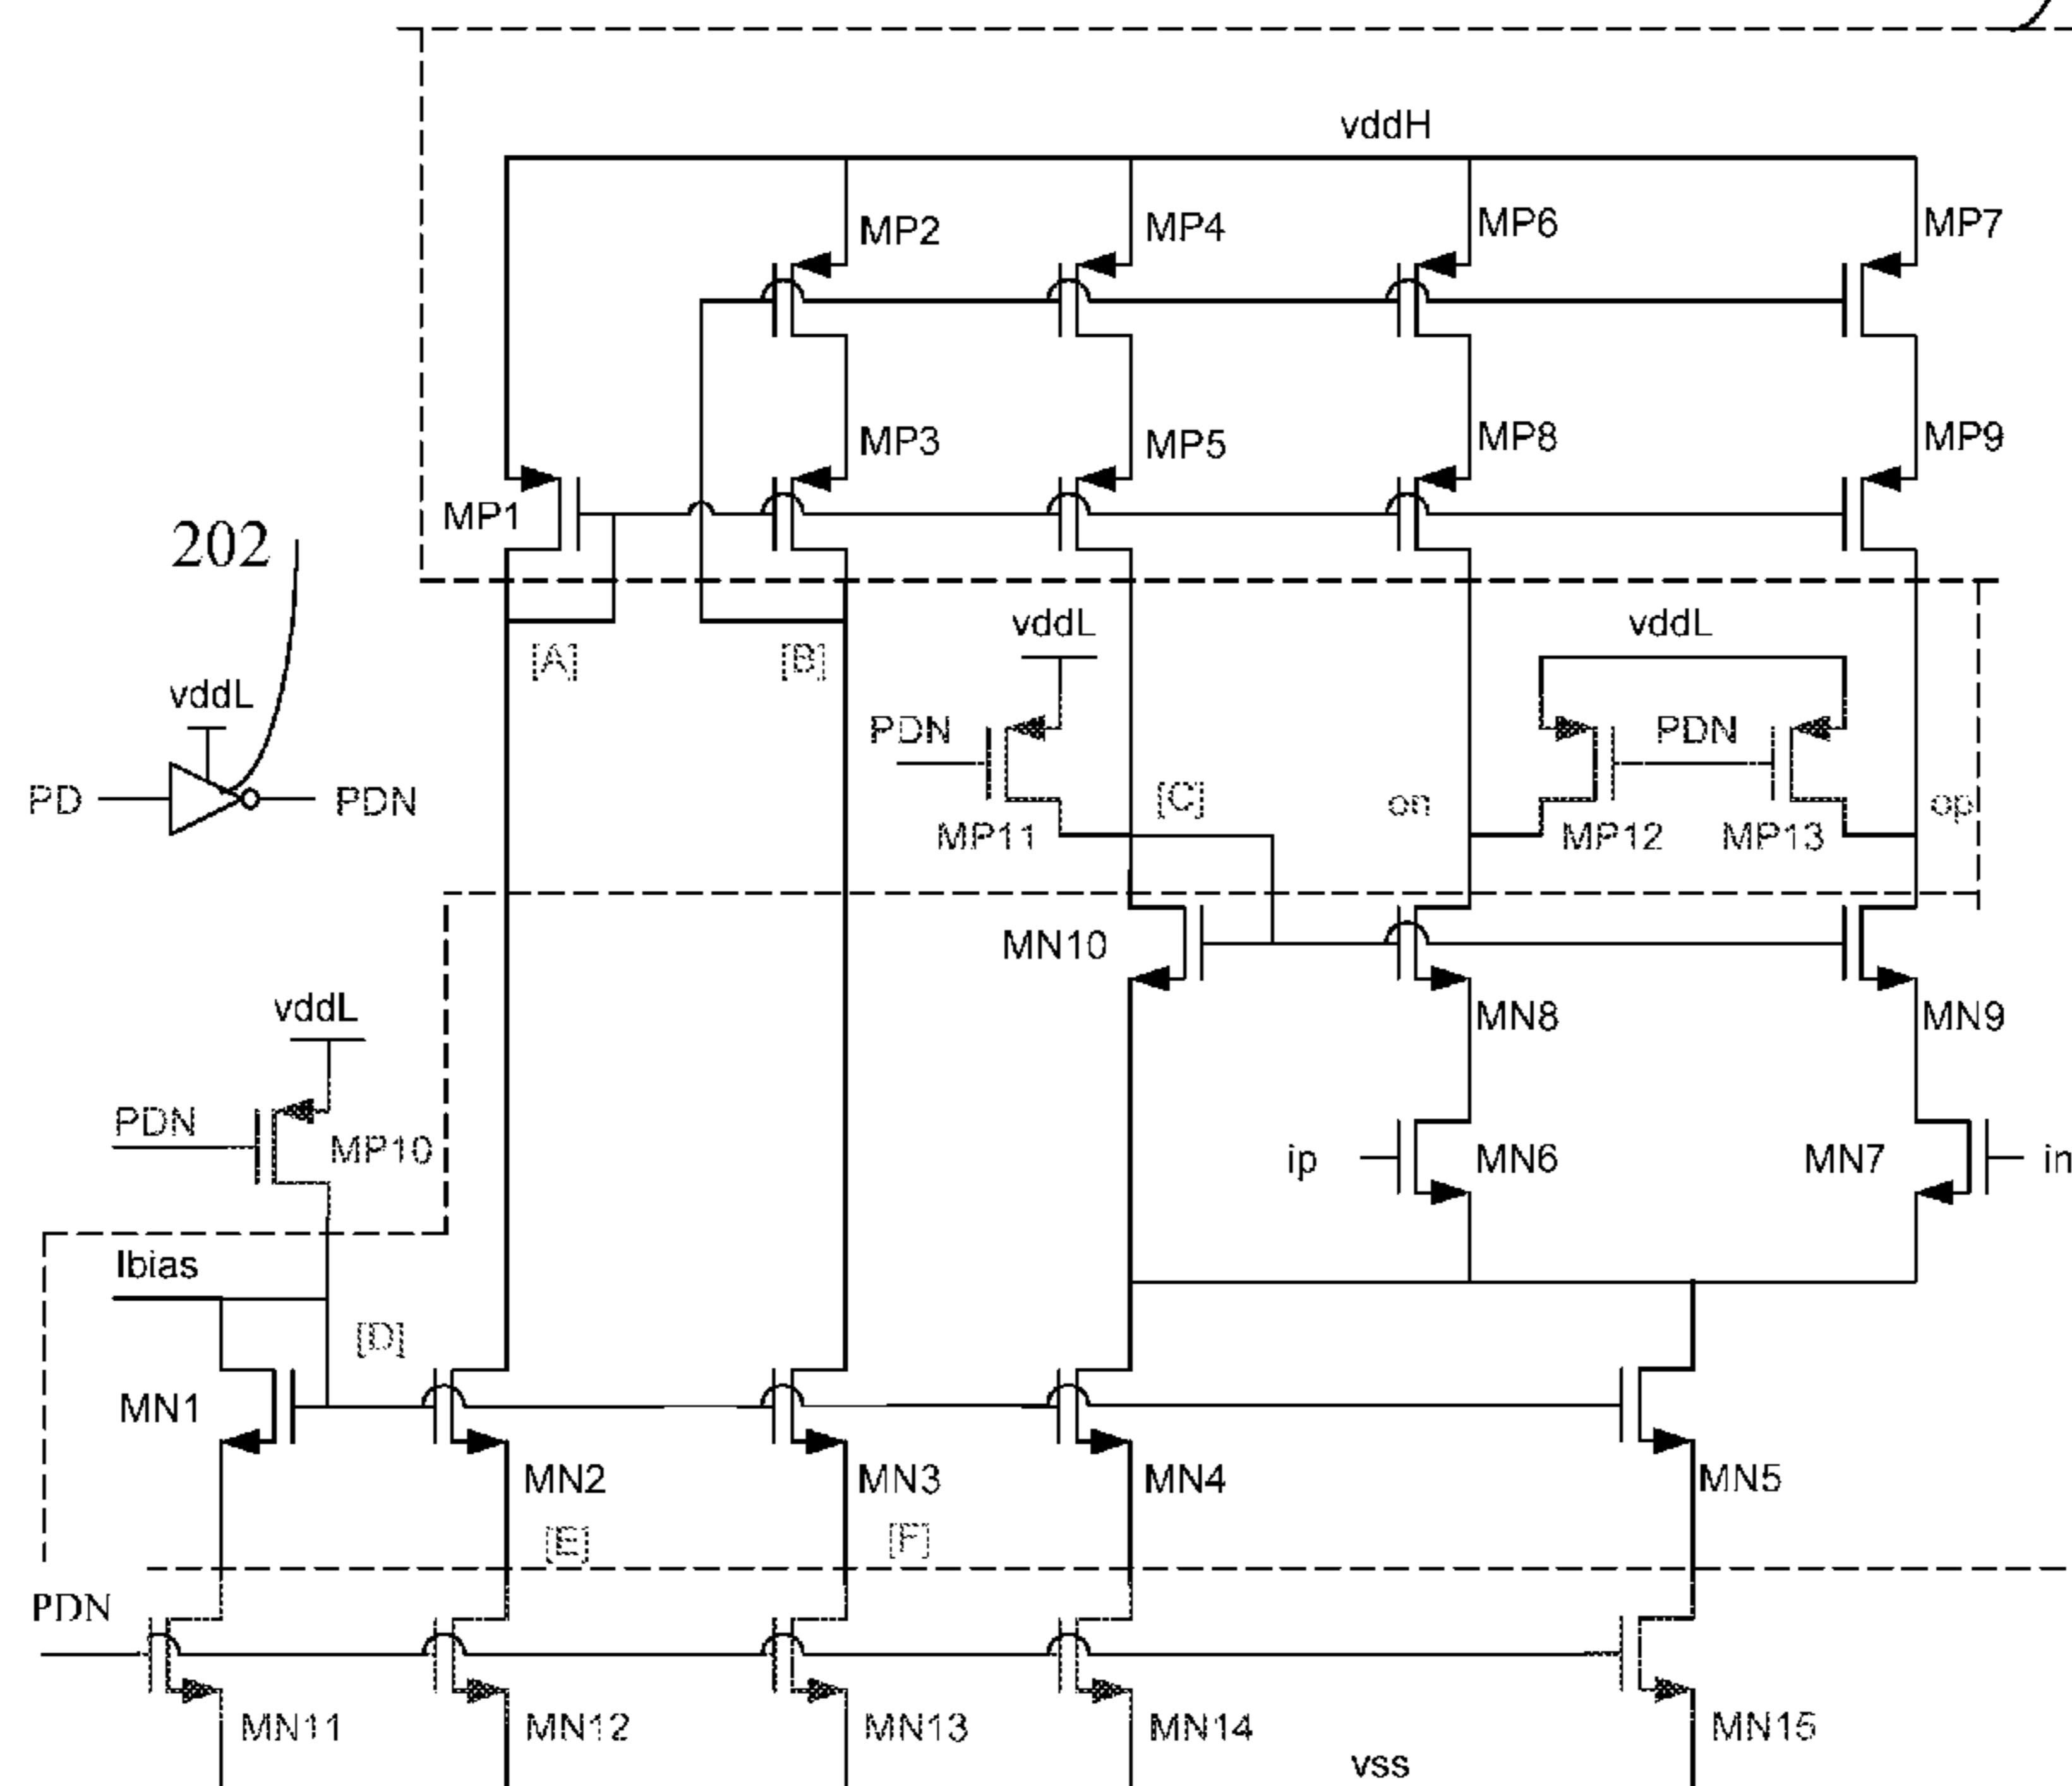 vddH
MP2
MP4
MP6
MP7
MP3
MP5
MP8
MP9
MP1
202
vddL
vddL
[A]
[B]
vddL
PDN
PDN
PD
PDN
[C]
on
op
MP11
MP12
MP13
MN10
vddL
MN8
MN9
PDN
MP10
ip
MN6
MN7
in
Ibias
[D]
MN1
MN2
MN3
MN4
MN5
[E]
[F]
PDN
MN11
MN12
MN13
MN14
MN15
vss